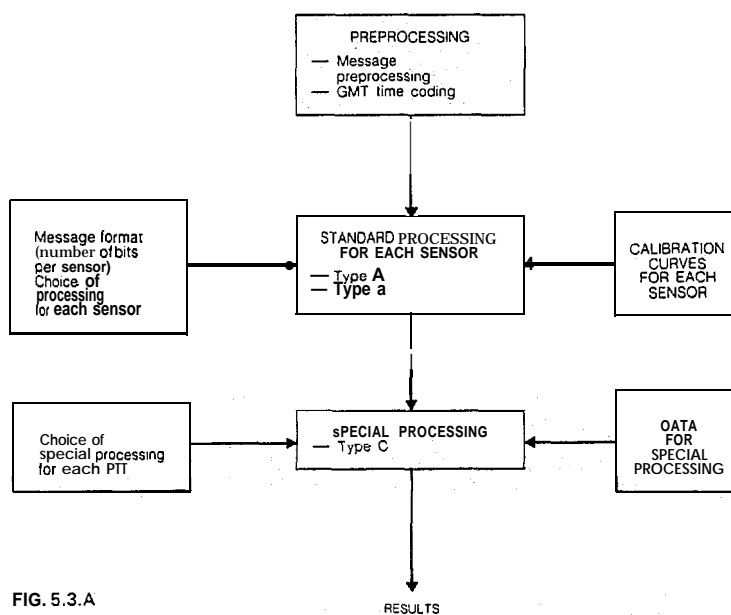 PREPROCESSING
— Message
preprocessing
— GMT time coding
Message format
(number of bits
per sensor)
Choice of
processing
for each sensor
STANDARD PROCESSING
FOR EACH SENSOR
— Type A
— Type a
CALIBRATION
CURVES
FOR EACH
SENSOR
Choice of
special processing
for each PTT
sPECIAL PROCESSING
— Type C
OATA
FOR
SPECIAL
PROCESSING
FIG. 5.3.A
RESULTS